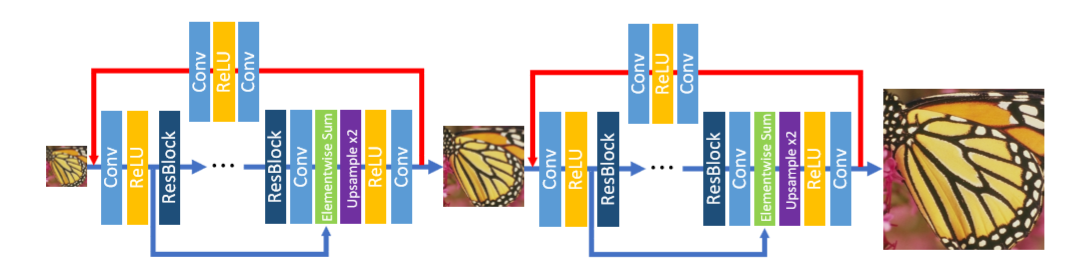 Conv
ReLU
Conv
Conv
ReLU
ResBlock
...
ResBlock
Conv
Elementwise Sum
Upsample x2
ReLU
Conv
Conv
ReLU
Conv
Conv
ReLU
ResBlock
...
ResBlock
Conv
Elementwise Sum
Upsample x2
ReLU
Conv